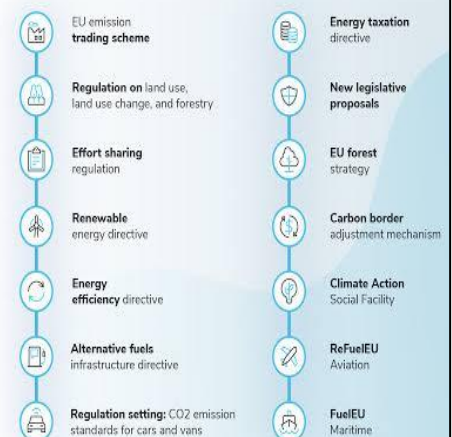 EU emission
trading scheme
Regulation on land use,
land use change, and forestry
Effort sharing
regulation
Renewable
energy directive
Energy
efficiency directive
Alternative fuels
infrastructure directive
Regulation setting: CO2 emission
standards for cars and vans
Energy taxation
directive
New legislative
proposals
EU forest
strategy
Carbon border
adjustment mechanism
Climate Action
Social Facility
ReFuelEU
Aviation
FuelEU
Maritime